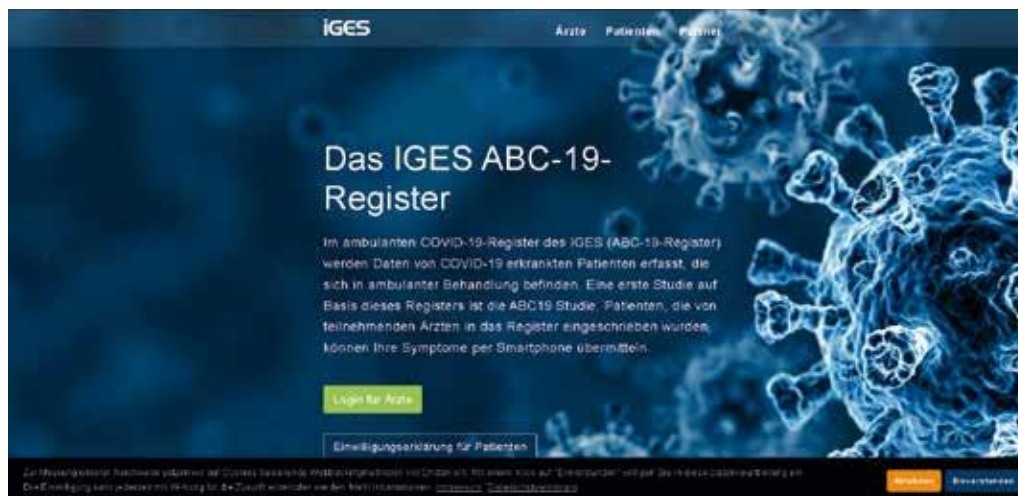 iGES
Ärzte Patienten Partner
Das IGES ABC-19-
Register
Im ambulanten COVID-19-Register des IGES (ABC-19-Register)
werden Daten von COVID-19 erkrankten Patienten erfasst, die
sich in ambulanter Behandlung befinden. Eine erste Studie auf
Basis dieses Registers ist die ABC19 Studie. Patienten, die von
teilnehmenden Ärzten in das Register eingeschrieben wurden,
können Ihre Symptome per Smartphone übermitteln.
Login für Ärzte
Einwilligungserklärung für Patienten
Ablehnen Einverstanden